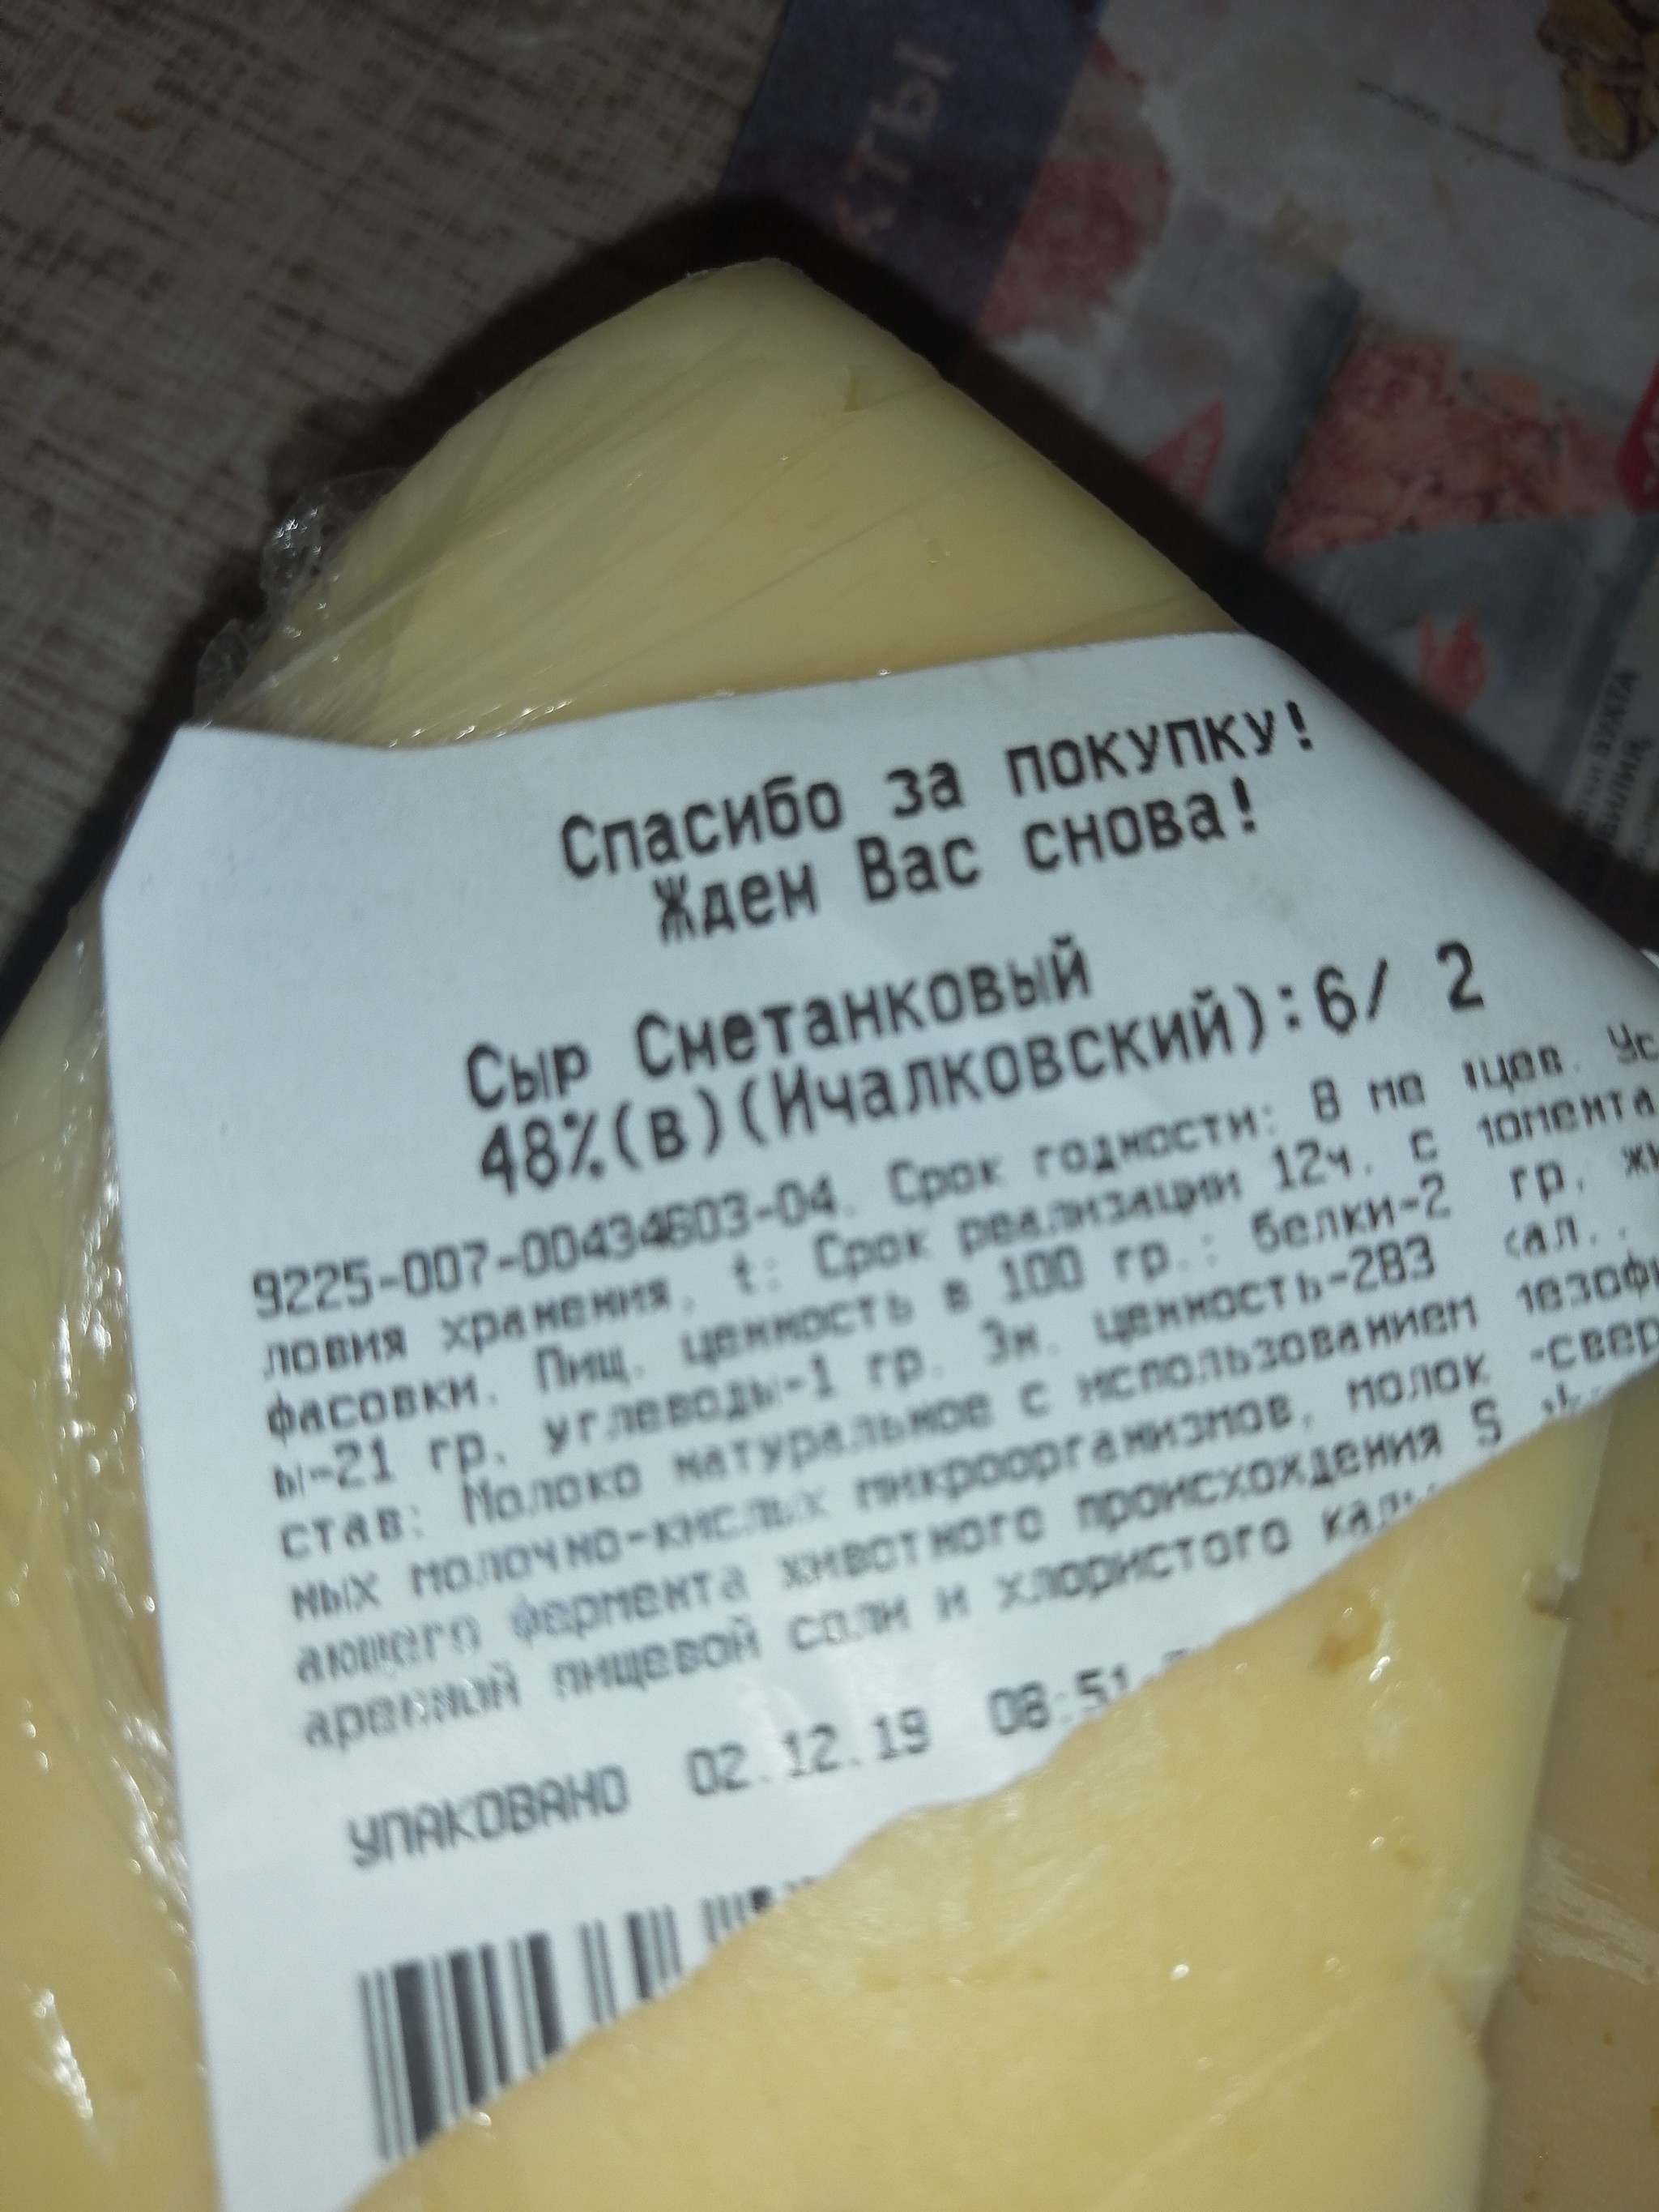 КТЫ
Спасибо за покупку!
Ждем Вас снова!
Сыр Сметанковый
48%(в)(Ичалковский):6/ 2
9225-007-00434603-04. Срок годности: 8 ме яцев. Ус
ловия хранения, t: Срок реализации 12ч. с момента
фасовки. Пищ. ценность в 100 гр.: белки-2 гр. жи
ы-21 гр. углеводы-1 гр. Эн. ценность-283 кал..
став: Молоко натуральное с использованием мезофи
ных молочно-кислых микроорганизмов, молок -свер
ающего фермента животного происхождения
аренной пищевой соли и хлористого
УПАКОВАНО 02.12.19 08:51